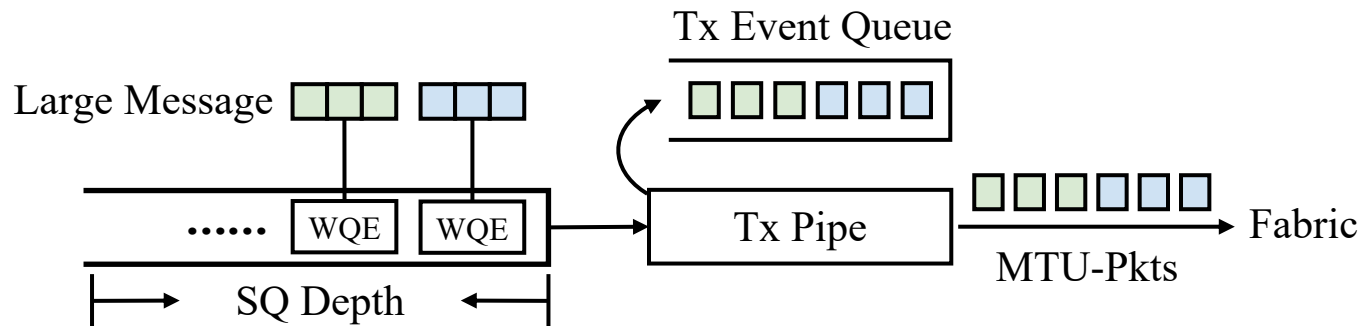 Tx Event Queue
Large Message
...... WQE WQE
Tx Pipe
Fabric
MTU-Pkts
SQ Depth